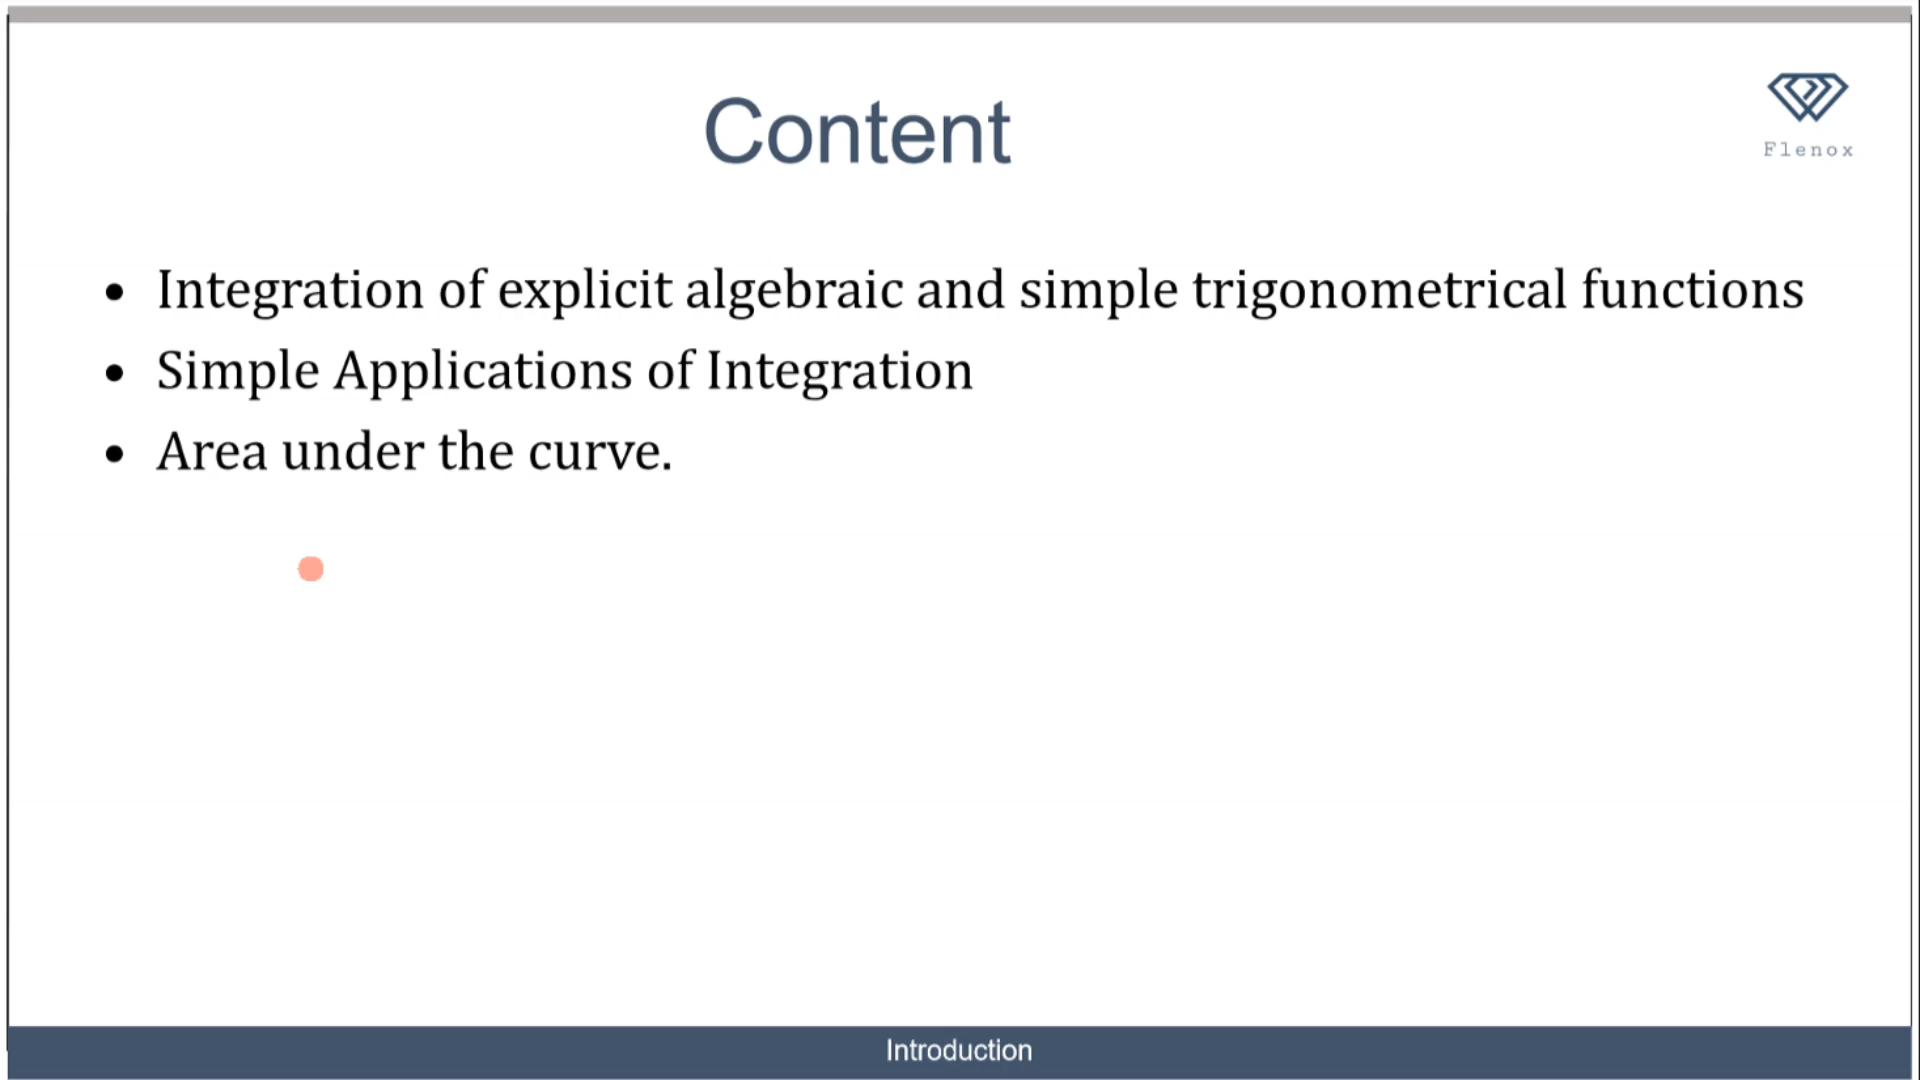 Content
Flenox
• Integration of explicit algebraic and simple trigonometrical functions
• Simple Applications of Integration
• Area under the curve.
Introduction